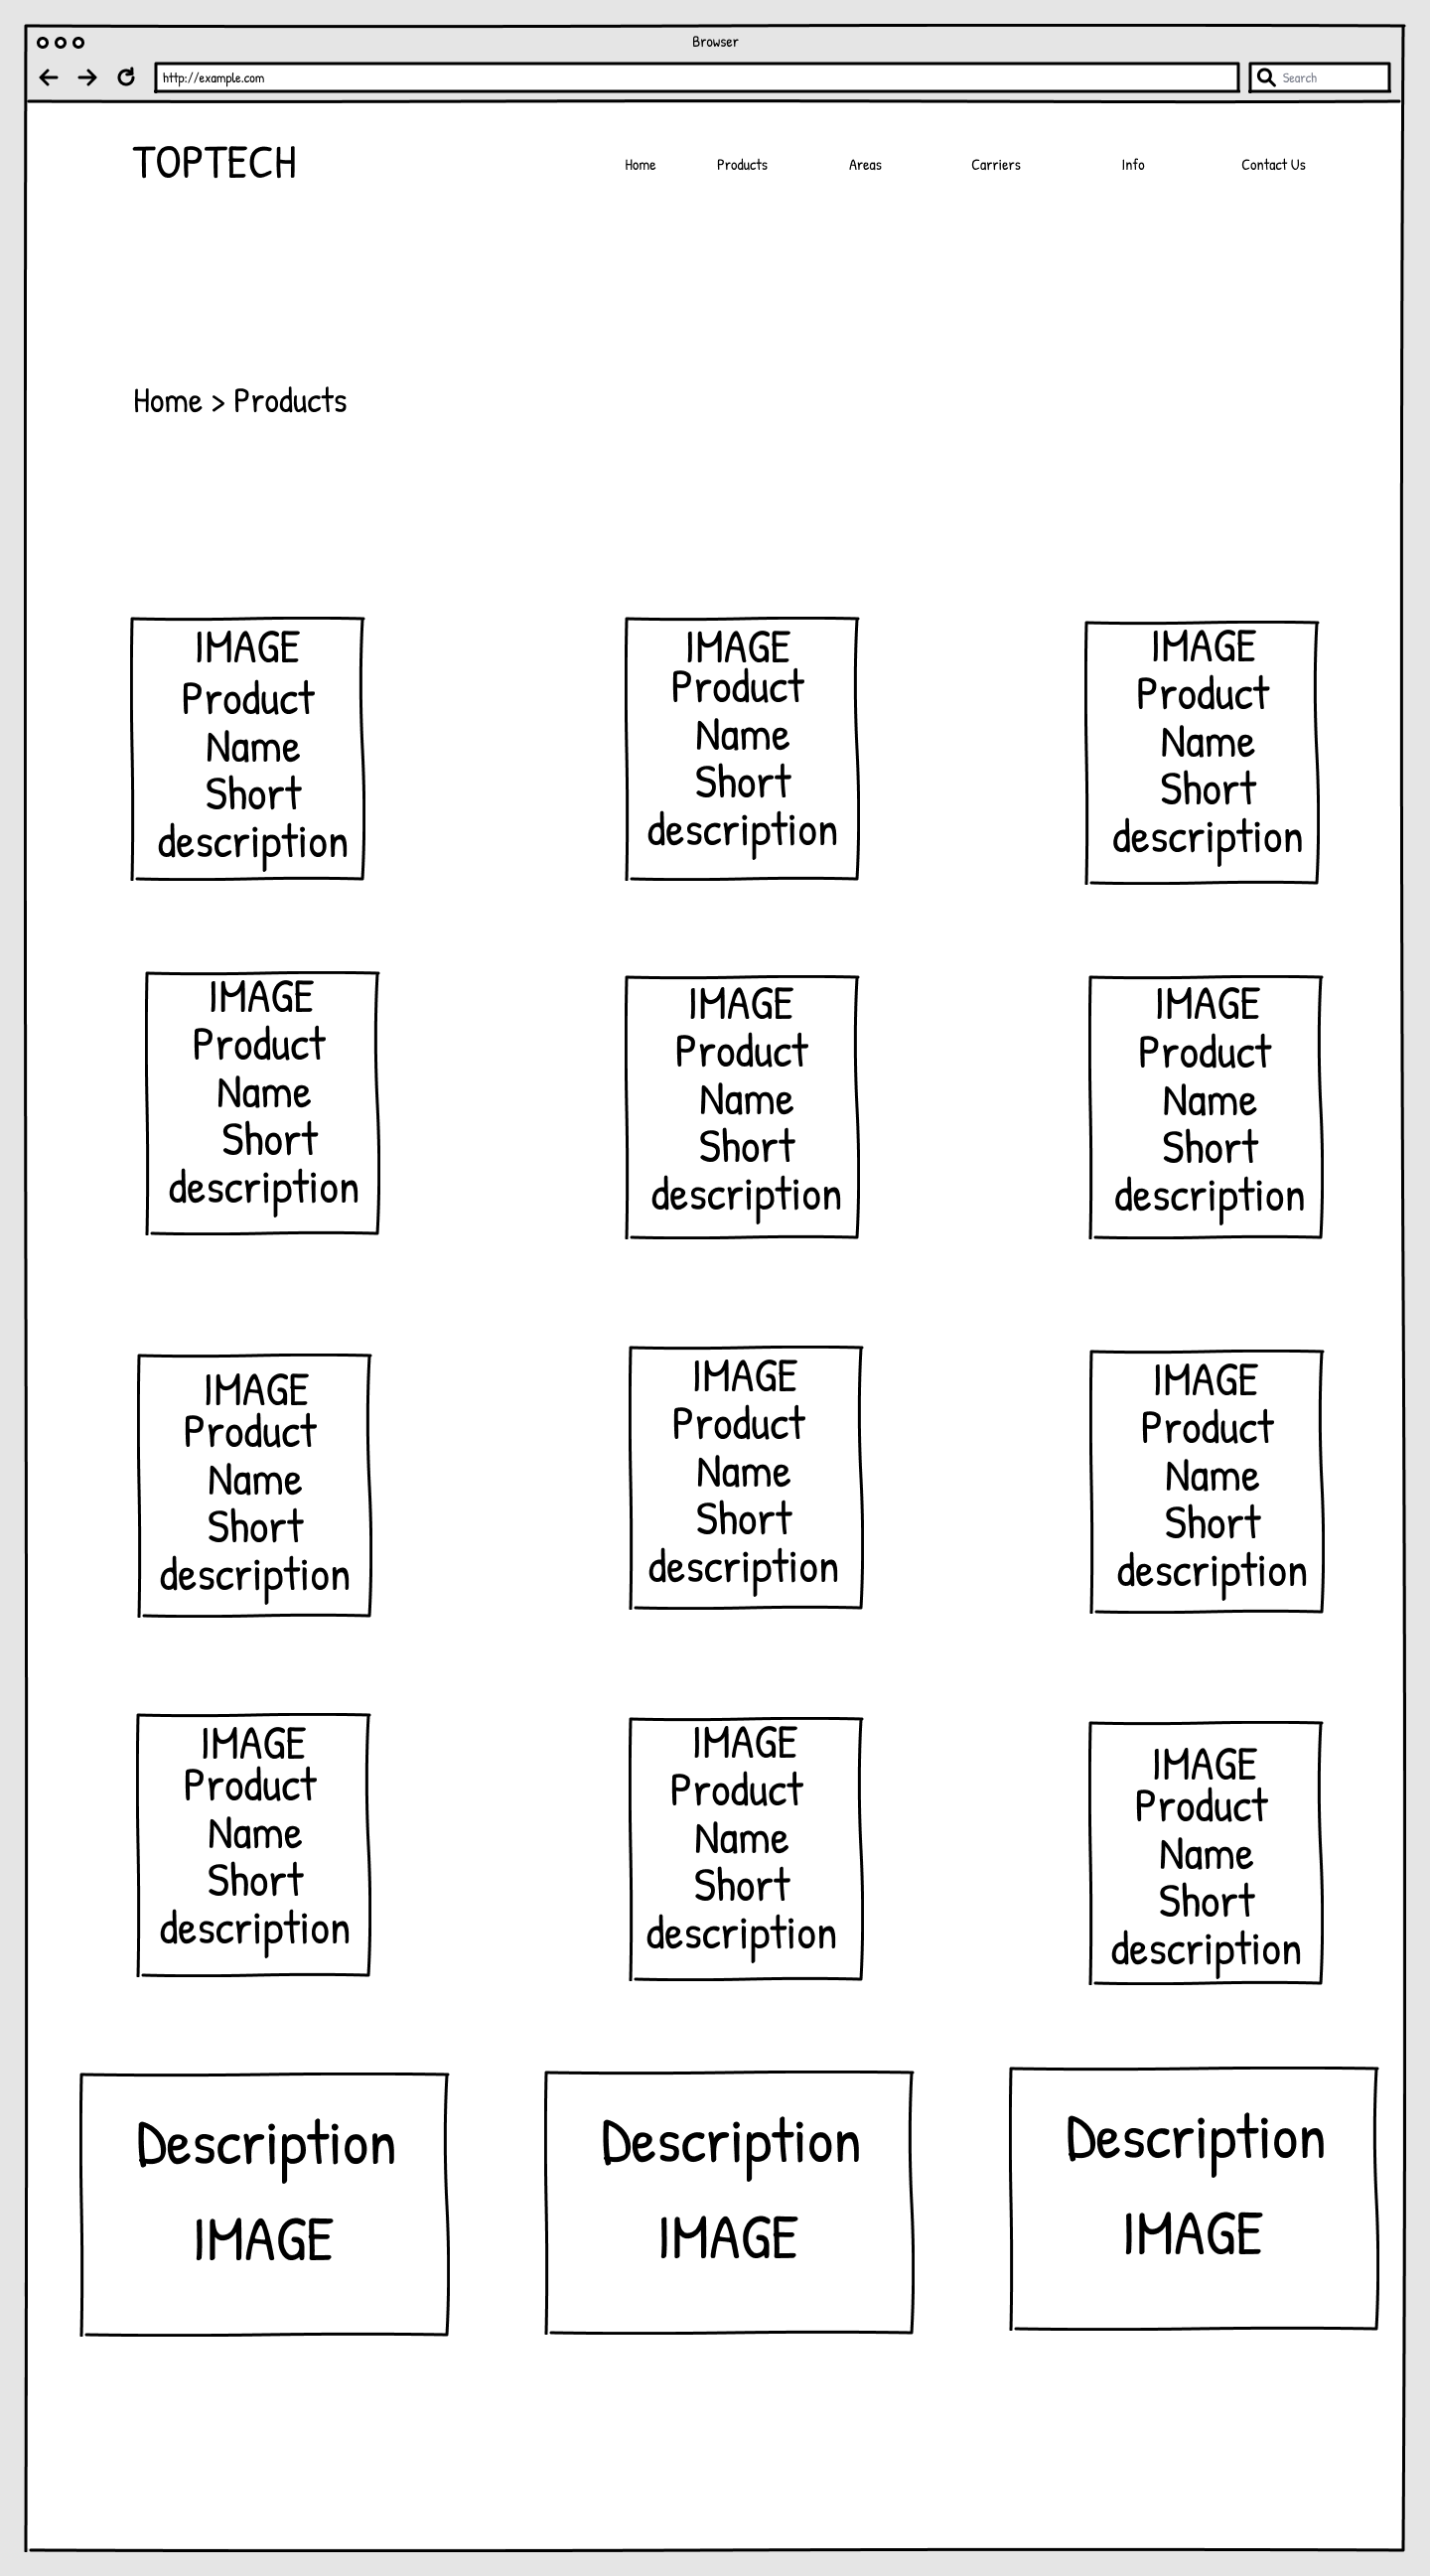 Browser
http://example.com
Search
TOPTECH
Home
Products
Areas
Carriers
Info
Contact Us
Home > Products
IMAGE
Product
Name
Short
description
IMAGE
Product
Name
Short
description
IMAGE
Product
Name
Short
description
IMAGE
Product
Name
Short
description
IMAGE
Product
Name
Short
description
IMAGE
Product
Name
Short
description
IMAGE
Product
Name
Short
description
IMAGE
Product
Name
Short
description
IMAGE
Product
Name
Short
description
IMAGE
Product
Name
Short
description
IMAGE
Product
Name
Short
description
IMAGE
Product
Name
Short
description
Description
IMAGE
Description
IMAGE
Description
IMAGE